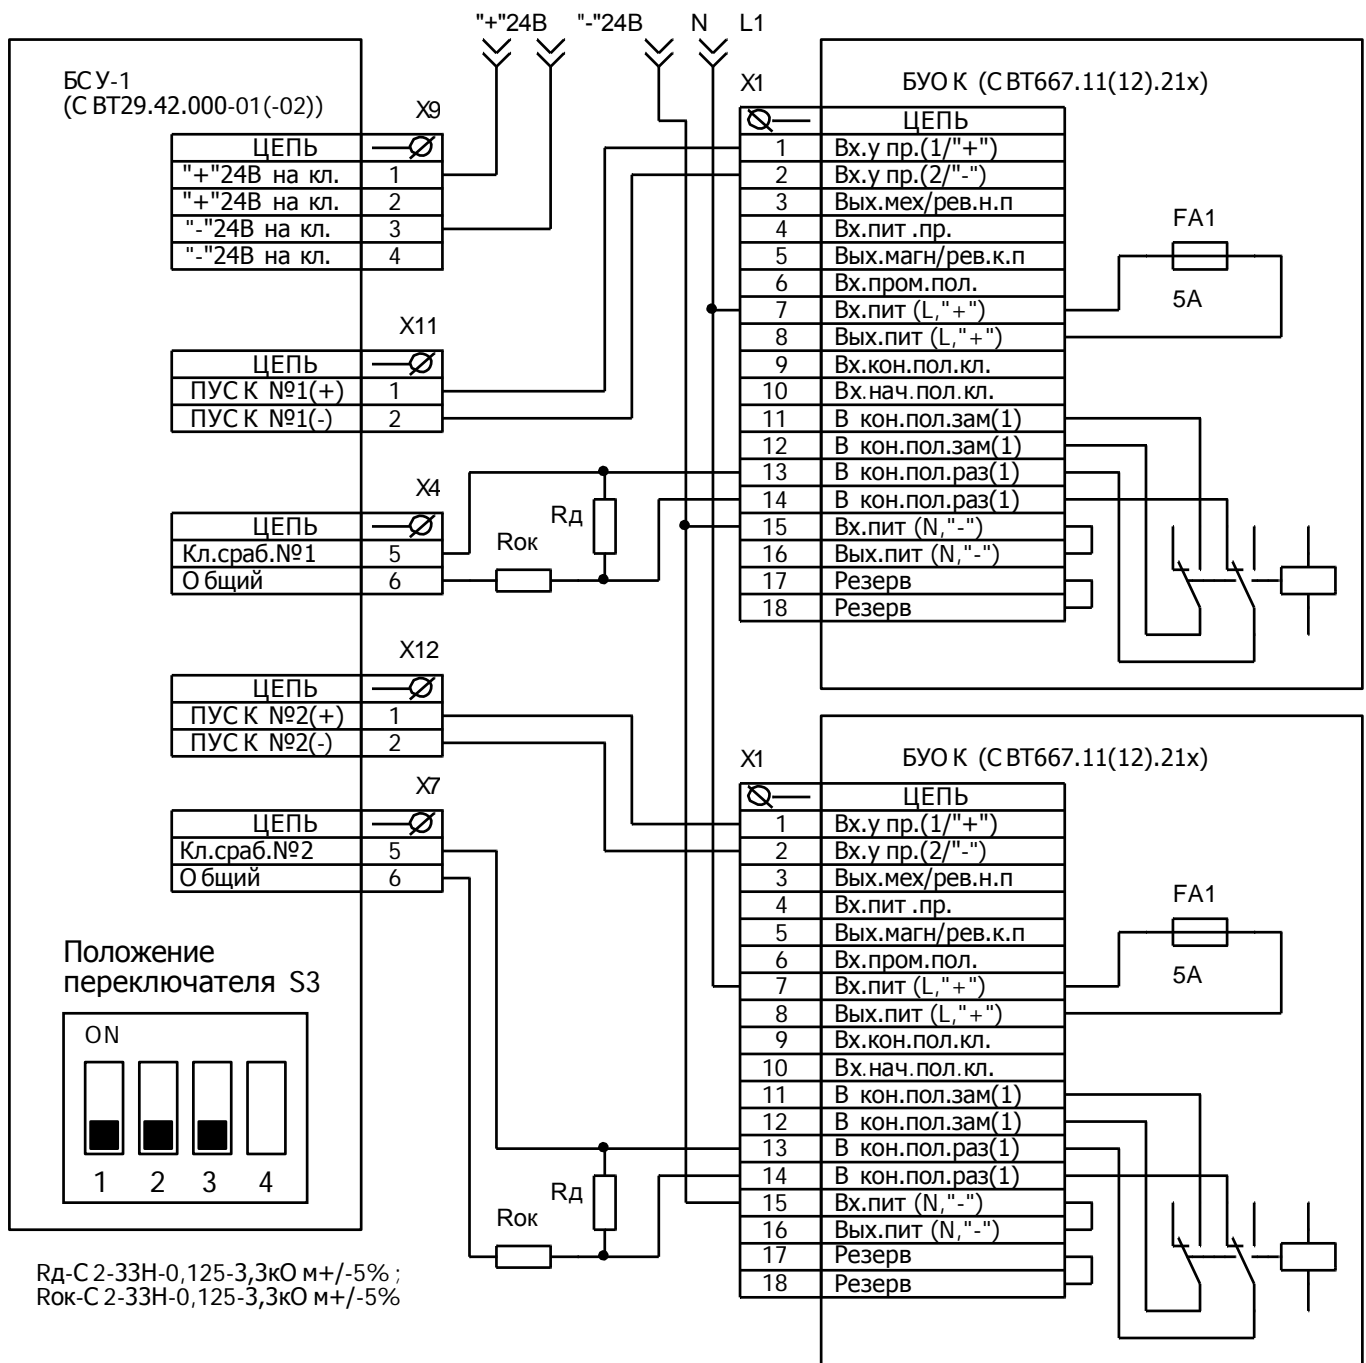 "+"24В "-"24В N L1
БСУ-1
(СВТ29.42.000-01(-02))
X9
ЦЕПЬ
"+"24В на кл. 1
"+"24В на кл. 2
"-"24В на кл. 3
"-"24В на кл. 4
X11
ЦЕПЬ
ПУСК №1(+) 1
ПУСК №1(-) 2
X4
ЦЕПЬ
Кл.сраб.№1 5
Общий 6
Rок
Rд
X12
ЦЕПЬ
ПУСК №2(+) 1
ПУСК №2(-) 2
X7
ЦЕПЬ
Кл.сраб.№2 5
Общий 6
Rок
Rд
Положение
переключателя S3
ON
1 2 3 4
Rд-С2-33Н-0,125-3,3кОм+/-5% ;
Rок-С2-33Н-0,125-3,3кОм+/-5%
X1
БУОК (СВТ667.11(12).21х)
ЦЕПЬ
1 Вх.упр.(1/"+")
2 Вх.упр.(2/"-")
3 Вых.мех/рев.н.п
4 Вх.пит.пр.
5 Вых.магн/рев.к.п
6 Вх.пром.пол.
7 Вх.пит (L,"+")
8 Вых.пит (L,"+")
9 Вх.кон.пол.кл.
10 Вх.нач.пол.кл.
11 В кон.пол.зам(1)
12 В кон.пол.зам(1)
13 В кон.пол.раз(1)
14 В кон.пол.раз(1)
15 Вх.пит (N,"-")
16 Вых.пит (N,"-")
17 Резерв
18 Резерв
FA1
5А
X1
БУОК (СВТ667.11(12).21х)
ЦЕПЬ
1 Вх.упр.(1/"+")
2 Вх.упр.(2/"-")
3 Вых.мех/рев.н.п
4 Вх.пит.пр.
5 Вых.магн/рев.к.п
6 Вх.пром.пол.
7 Вх.пит (L,"+")
8 Вых.пит (L,"+")
9 Вх.кон.пол.кл.
10 Вх.нач.пол.кл.
11 В кон.пол.зам(1)
12 В кон.пол.зам(1)
13 В кон.пол.раз(1)
14 В кон.пол.раз(1)
15 Вх.пит (N,"-")
16 Вых.пит (N,"-")
17 Резерв
18 Резерв
FA1
5А